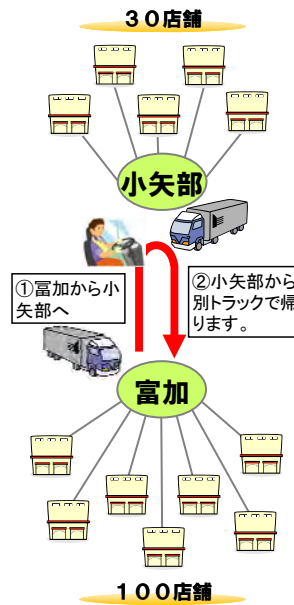 30店舗
小矢部
①冨加から小
矢部へ
②小矢部から
別トラックで帰
ります。
富加
100店舗